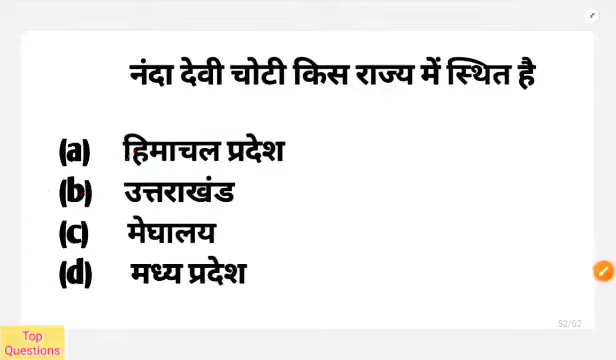 नंदा देवी चोटी किस राज्य में स्थित है
(a) हिमाचल प्रदेश
(b) उत्तराखंड
(c) मेघालय
(d) मध्य प्रदेश
52/62
Top
Questions